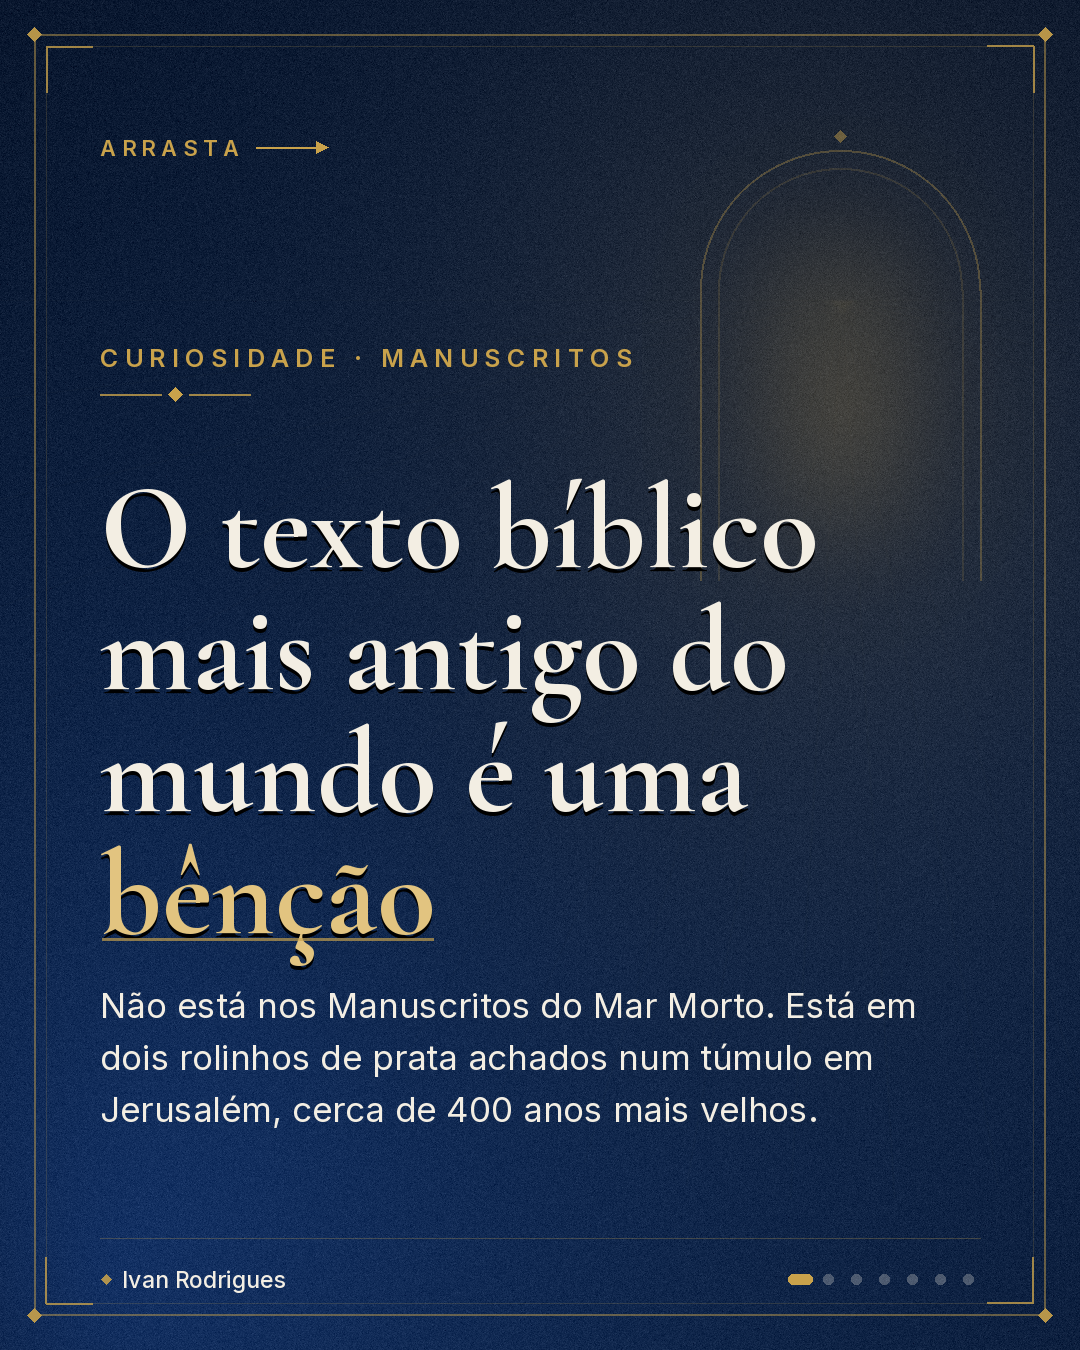 ARRASTA
CURIOSIDADE · MANUSCRITOS
O texto bíblico
mais antigo do
mundo é uma
bênção
Não está nos Manuscritos do Mar Morto. Está em
dois rolinhos de prata achados num túmulo em
Jerusalém, cerca de 400 anos mais velhos.
Ivan Rodrigues